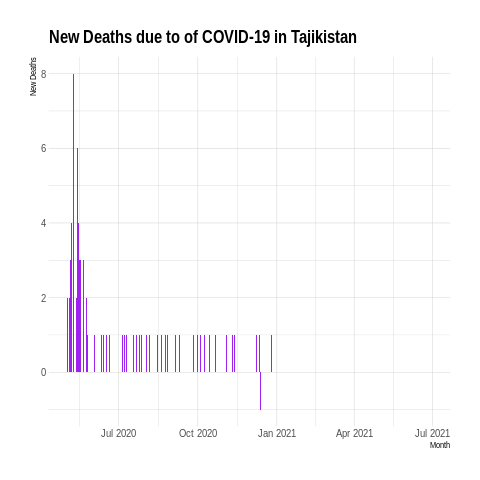 New Deaths due to of COVID-19 in Tajikistan
New Deaths
8
6
4
2
0
Jul 2020 Oct 2020 Jan 2021 Apr 2021 Jul 2021
Month